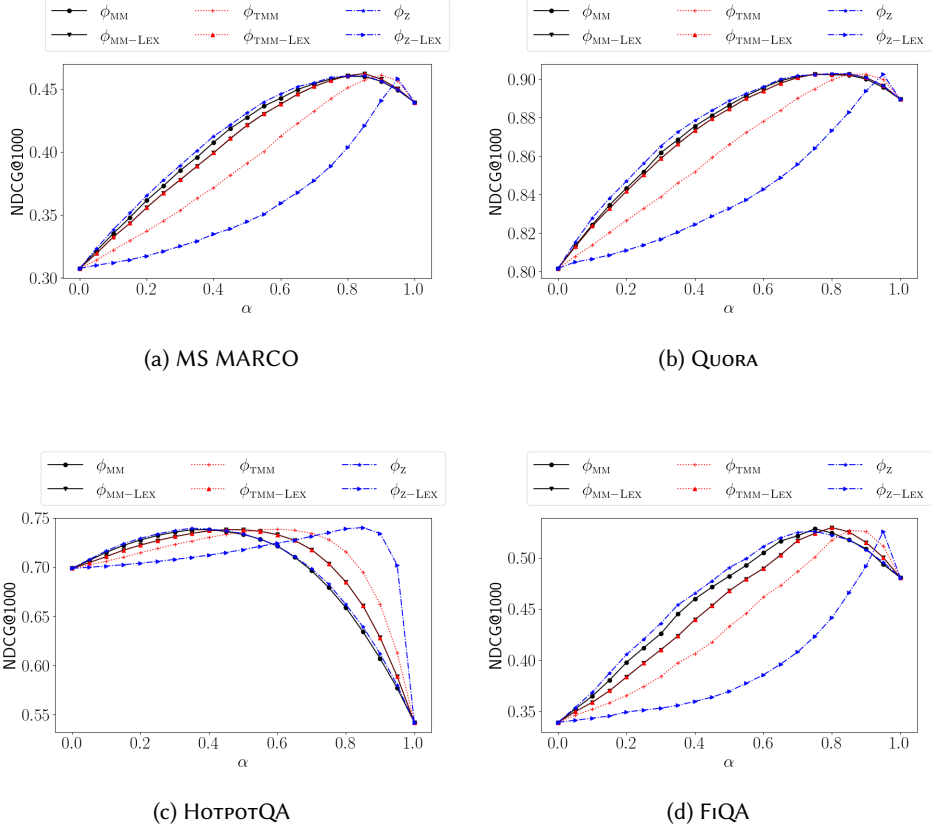 ϕMM ϕTMM ϕZ
ϕMM−LEX ϕTMM−LEX ϕZ−LEX
NDCG@1000
0.45
0.40
0.35
0.30
0.0 0.2 0.4 0.6 0.8 1.0
α
(a) MS MARCO
ϕMM ϕTMM ϕZ
ϕMM−LEX ϕTMM−LEX ϕZ−LEX
NDCG@1000
0.90
0.88
0.86
0.84
0.82
0.80
0.0 0.2 0.4 0.6 0.8 1.0
α
(b) QUORA
ϕMM ϕTMM ϕZ
ϕMM−LEX ϕTMM−LEX ϕZ−LEX
NDCG@1000
0.75
0.70
0.65
0.60
0.55
0.0 0.2 0.4 0.6 0.8 1.0
α
(c) HOTPOTQA
ϕMM ϕTMM ϕZ
ϕMM−LEX ϕTMM−LEX ϕZ−LEX
NDCG@1000
0.50
0.45
0.40
0.35
0.0 0.2 0.4 0.6 0.8 1.0
α
(d) FIQA